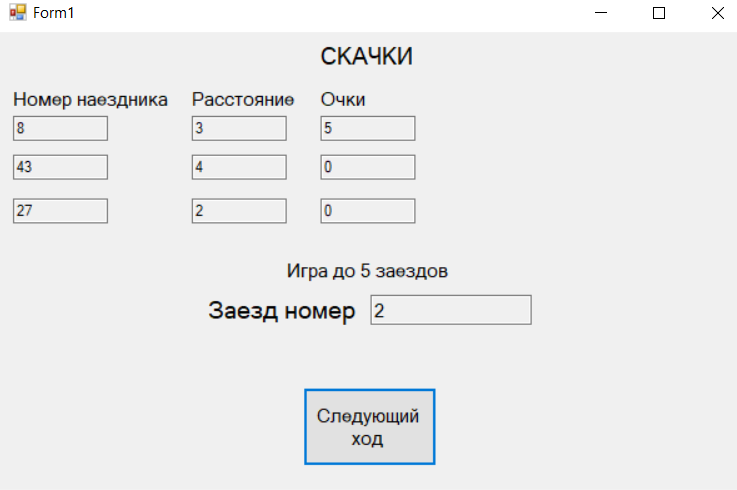 Form1
СКАЧКИ
Номер наездника Расстояние Очки
8 3 5
43 4 0
27 2 0
Игра до 5 заездов
Заезд номер 2
Следующий
ход